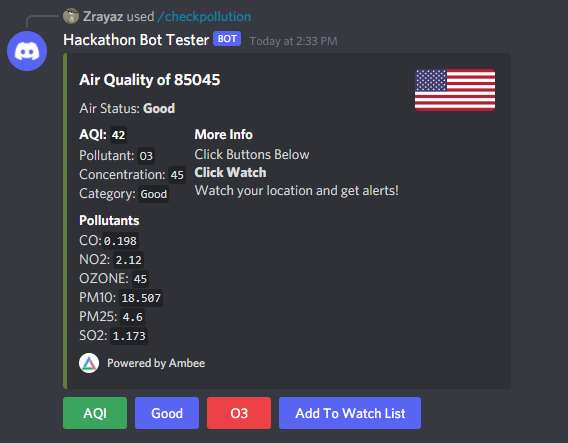 Zrayaz used /checkpollution
Hackathon Bot Tester BOT Today at 2:33 PM
Air Quality of 85045
Air Status: Good
AQI: 42
Pollutant: O3
Concentration: 45
Category: Good
More Info
Click Buttons Below
Click Watch
Watch your location and get alerts!
Pollutants
CO:0.198
NO2: 2.12
OZONE: 45
PM10: 18.507
PM25: 4.6
SO2: 1.173
Powered by Ambee
AQI
Good
O3
Add To Watch List